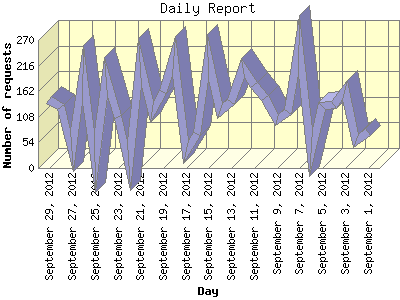 Daily Report
Number of requests
270
216
162
108
54
0
September 29, 2012
September 27, 2012
September 25, 2012
September 23, 2012
September 21, 2012
September 19, 2012
September 17, 2012
September 15, 2012
September 13, 2012
September 11, 2012
September 9, 2012
September 7, 2012
September 5, 2012
September 3, 2012
September 1, 2012
Day